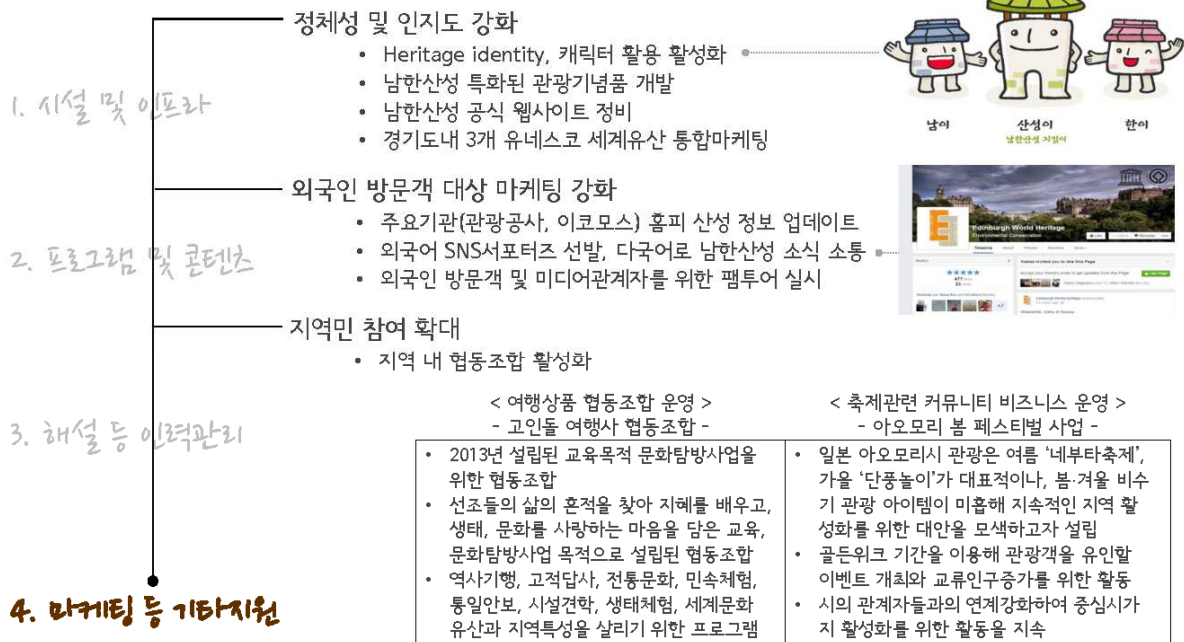 정체성 및 인지도 강화
• Heritage identity, 캐릭터 활용 활성화
• 남한산성 특화된 관광기념품 개발
• 남한산성 공식 웹사이트 정비
• 경기도내 3개 유네스코 세계유산 통합마케팅
남이
산성이
한이
남한산성 지킴이
1. 시설 및 인프라
외국인 방문객 대상 마케팅 강화
• 주요기관(관광공사, 이코모스) 홈피 산성 정보 업데이트
• 외국어 SNS서포터즈 선발, 다국어로 남한산성 소식 소통
• 외국인 방문객 및 미디어관계자를 위한 팸투어 실시
Edinburgh World Heritage
Environmental Conservation
Timeline
2. 프로그램 및 콘텐츠
지역민 참여 확대
• 지역 내 협동조합 활성화
3. 해설 등 인력관리
< 여행상품 협동조합 운영 >
- 고인돌 여행사 협동조합 -
• 2013년 설립된 교육목적 문화탐방사업을
위한 협동조합
• 선조들의 삶의 흔적을 찾아 지혜를 배우고,
생태, 문화를 사랑하는 마음을 담은 교육,
문화탐방사업 목적으로 설립된 협동조합
• 역사기행, 고적답사, 전통문화, 민속체험,
통일안보, 시설견학, 생태체험, 세계문화
유산과 지역특성을 살리기 위한 프로그램
< 축제관련 커뮤니티 비즈니스 운영 >
- 아오모리 봄 페스티벌 사업 -
• 일본 아오모리시 관광은 여름 '네부타축제',
가을 '단풍놀이'가 대표적이나, 봄·겨울 비수
기 관광 아이템이 미흡해 지속적인 지역 활
성화를 위한 대안을 모색하고자 설립
• 골든위크 기간을 이용해 관광객을 유인할
이벤트 개최와 교류인구증가를 위한 활동
• 시의 관계자들과의 연계강화하여 중심시가
지 활성화를 위한 활동을 지속
4. 마케팅 등 기타지원